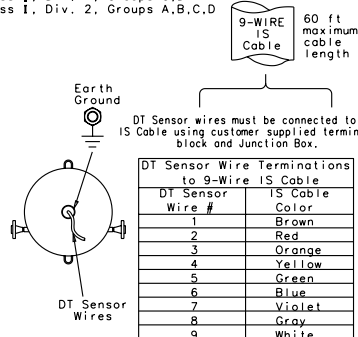 ss I, Div. 2, Groups A,B,C,D
9-WIRE
IS
Cable
60 ft
maximum
cable
length
Earth
Ground
DT Sensor wires must be connected to
IS Cable using customer supplied termin
block and Junction Box.
DT Sensor Wire Terminations
to 9-Wire IS Cable
DT Sensor Wire # IS Cable Color
1 Brown
2 Red
3 Orange
4 Yellow
5 Green
6 Blue
7 Violet
8 Gray
9 White
DT Sensor
Wires